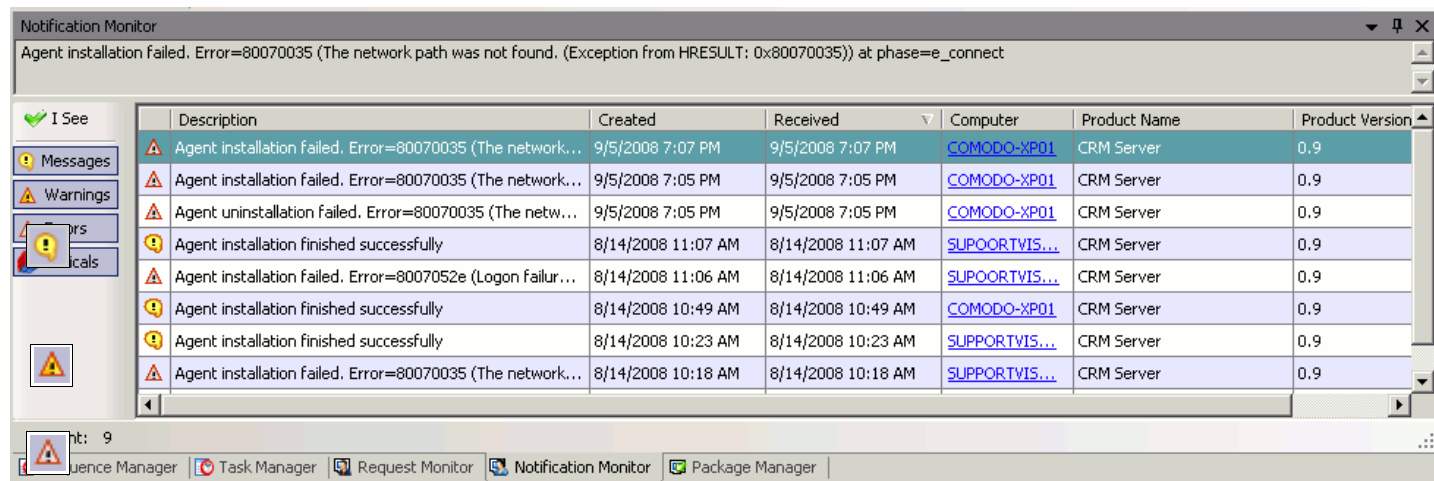 Notification Monitor
Agent installation failed. Error=80070035 (The network path was not found. (Exception from HRESULT: 0x80070035)) at phase=e_connect
I See
Messages
Warnings
rs
icals
Description Created Received Computer Product Name Product Version
Agent installation failed. Error=80070035 (The network... 9/5/2008 7:07 PM 9/5/2008 7:07 PM COMODO-XP01 CRM Server 0.9
Agent installation failed. Error=80070035 (The network... 9/5/2008 7:05 PM 9/5/2008 7:05 PM COMODO-XP01 CRM Server 0.9
Agent uninstallation failed. Error=80070035 (The netw... 9/5/2008 7:05 PM 9/5/2008 7:05 PM COMODO-XP01 CRM Server 0.9
Agent installation finished successfully 8/14/2008 11:07 AM 8/14/2008 11:07 AM SUPOORTVIS... CRM Server 0.9
Agent installation failed. Error=8007052e (Logon failur... 8/14/2008 11:06 AM 8/14/2008 11:06 AM SUPOORTVIS... CRM Server 0.9
Agent installation finished successfully 8/14/2008 10:49 AM 8/14/2008 10:49 AM COMODO-XP01 CRM Server 0.9
Agent installation finished successfully 8/14/2008 10:23 AM 8/14/2008 10:23 AM SUPPORTVIS... CRM Server 0.9
Agent installation failed. Error=80070035 (The network... 8/14/2008 10:18 AM 8/14/2008 10:18 AM SUPPORTVIS... CRM Server 0.9
nt: 9
uence Manager Task Manager Request Monitor Notification Monitor Package Manager